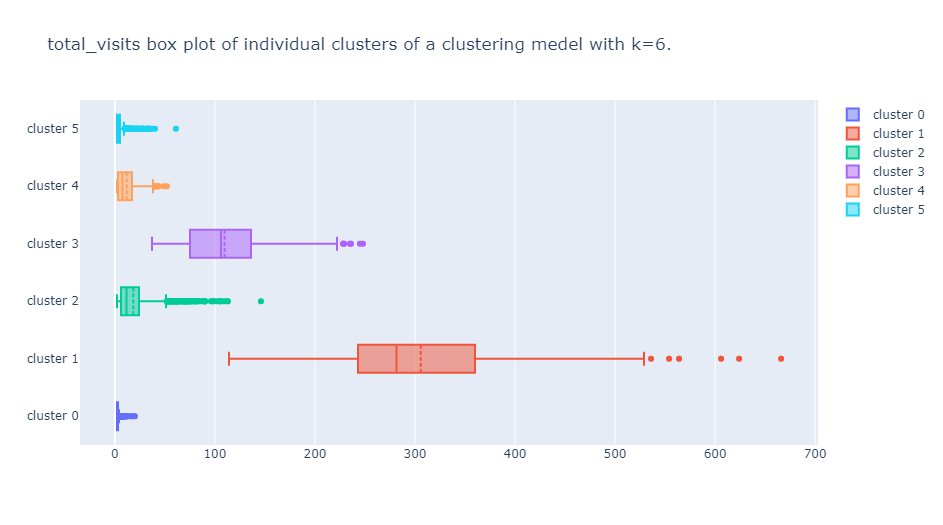 total_visits box plot of individual clusters of a clustering medel with k=6.
cluster 5
cluster 4
cluster 3
cluster 2
cluster 1
cluster 0
0 100 200 300 400 500 600 700
cluster 0
cluster 1
cluster 2
cluster 3
cluster 4
cluster 5